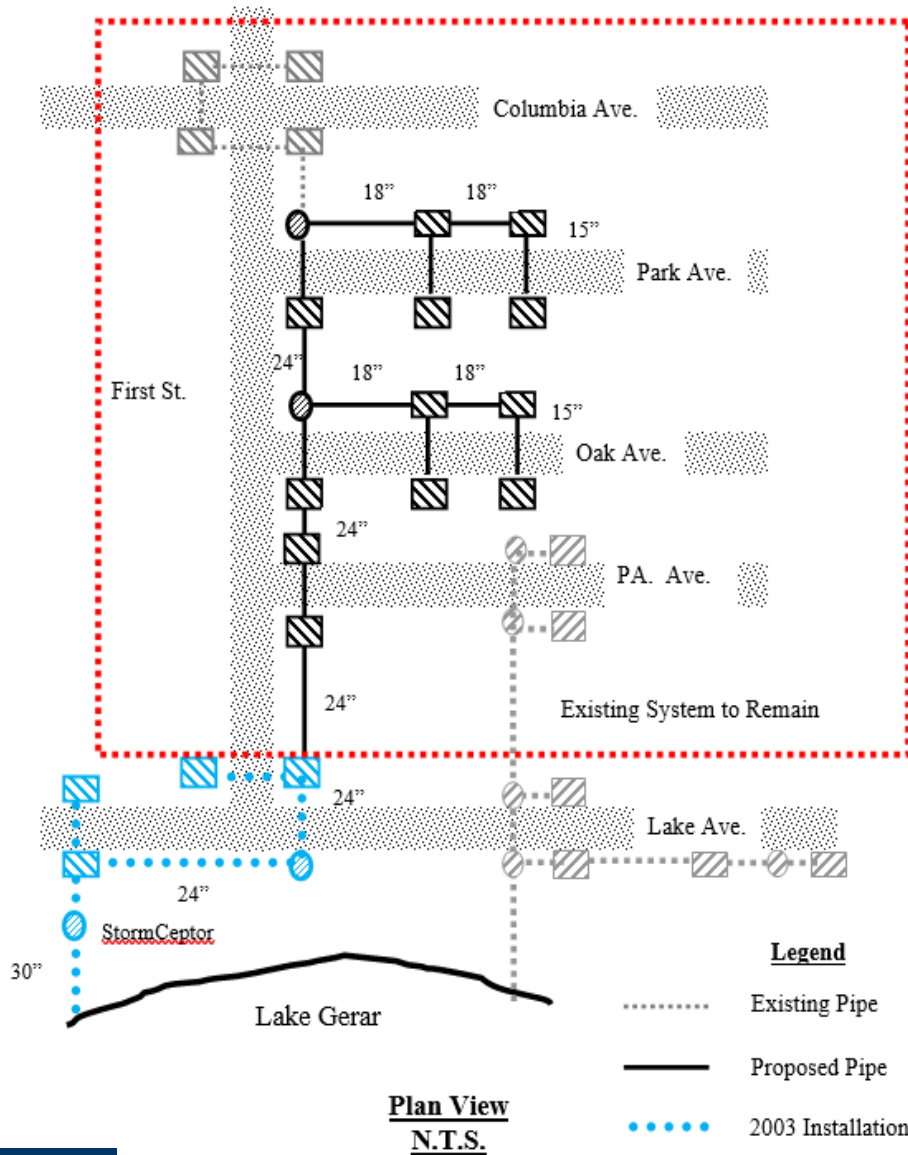 Columbia Ave.
18”
18”
15”
Park Ave.
24”
18”
18”
First St.
15”
Oak Ave.
24”
PA. Ave.
24”
Existing System to Remain
24”
Lake Ave.
24”
StormCeptor
30”
Lake Gerar
Legend
Existing Pipe
Proposed Pipe
Plan View
N.T.S.
2003 Installation